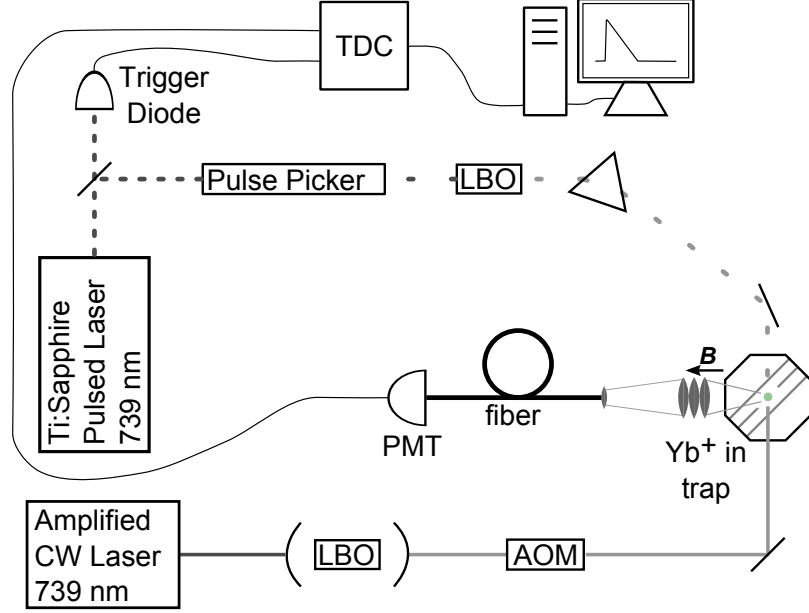 TDC
Trigger
Diode
Pulse Picker
LBO
Ti:Sapphire
Pulsed Laser
739 nm
B
fiber
PMT
Yb+ in
trap
Amplified
CW Laser
739 nm
LBO
AOM